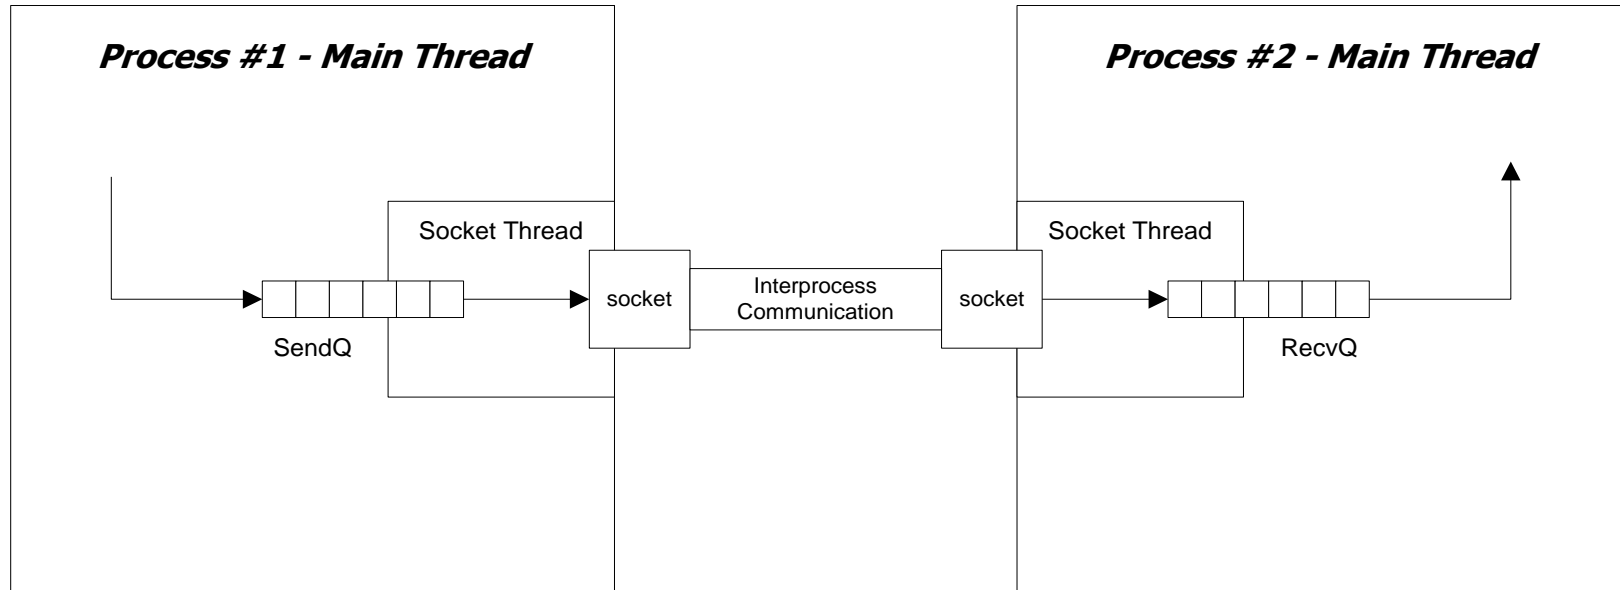 Process #1 - Main Thread
Process #2 - Main Thread
Socket Thread
Socket Thread
socket
Interprocess
Communication
socket
SendQ
RecvQ